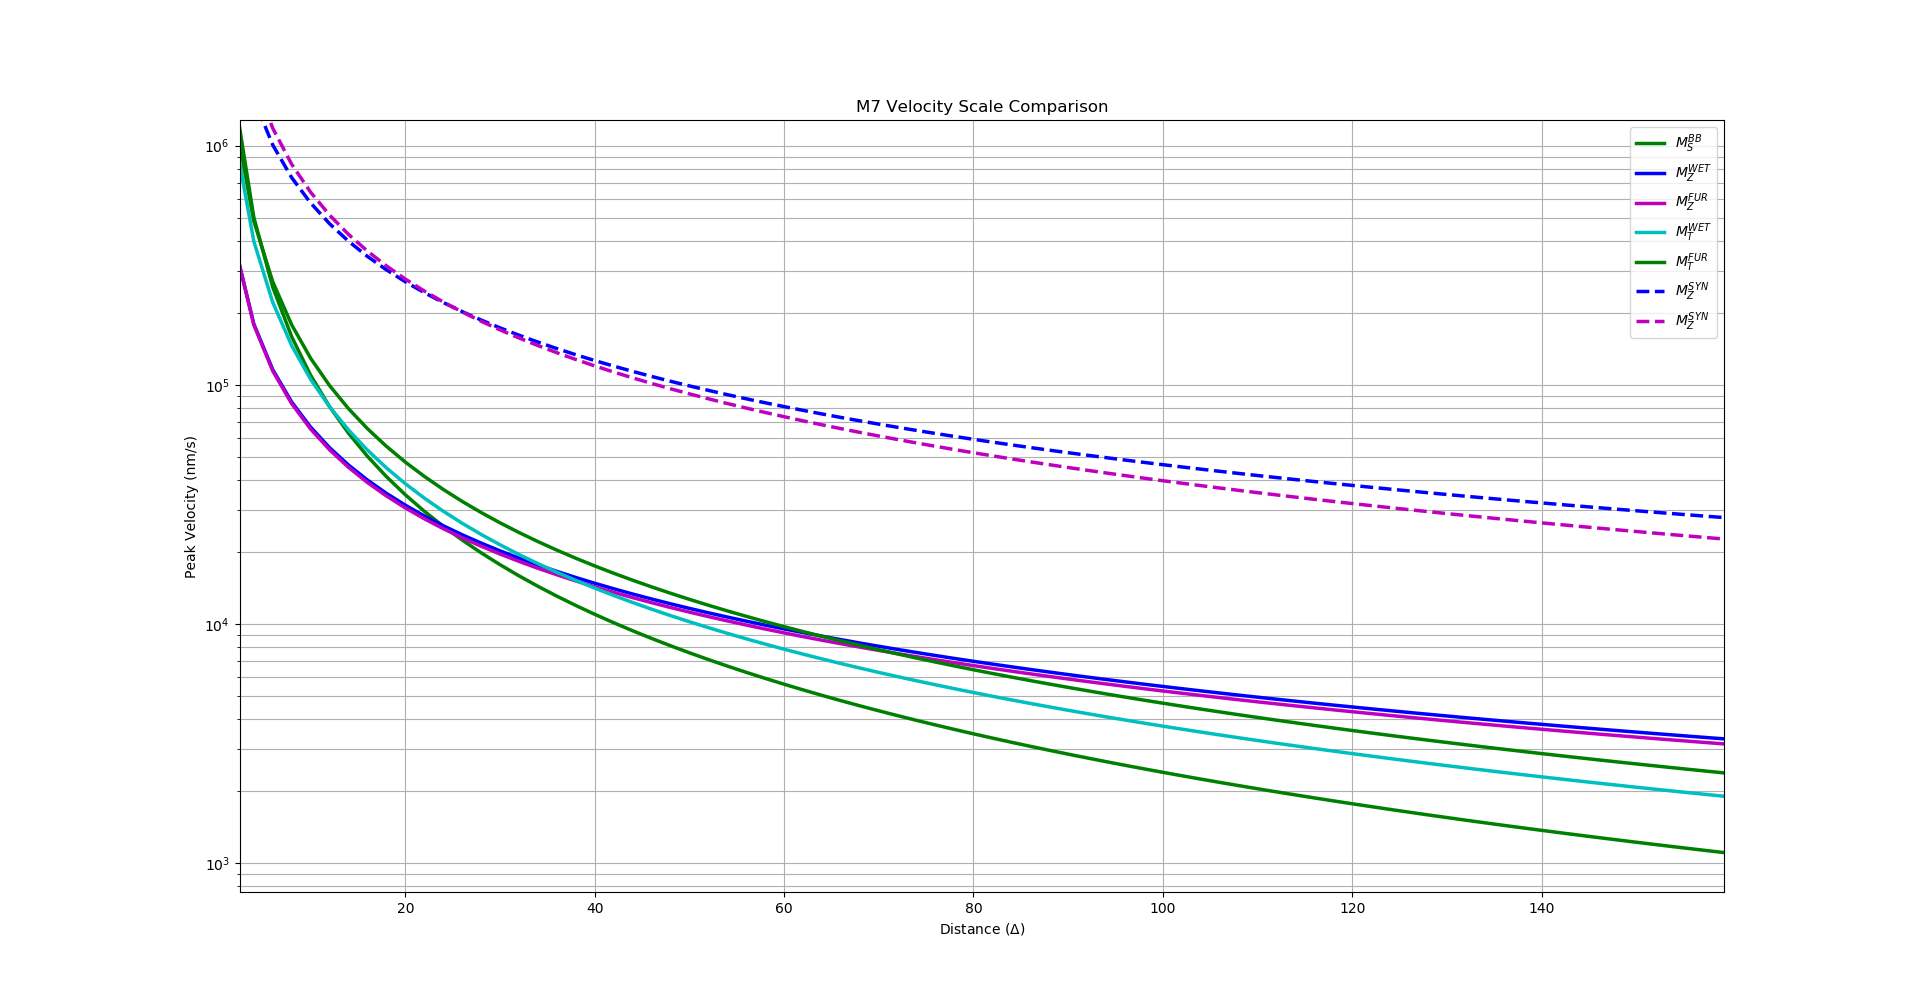 M7 Velocity Scale Comparison
Peak Velocity (nm/s)
10^6
10^5
10^4
10^3
M_S^{BB}
M_Z^{WET}
M_Z^{FUR}
M_T^{WET}
M_T^{FUR}
M_Z^{SYN}
M_Z^{SYN}
20 40 60 80 100 120 140
Distance (Δ)